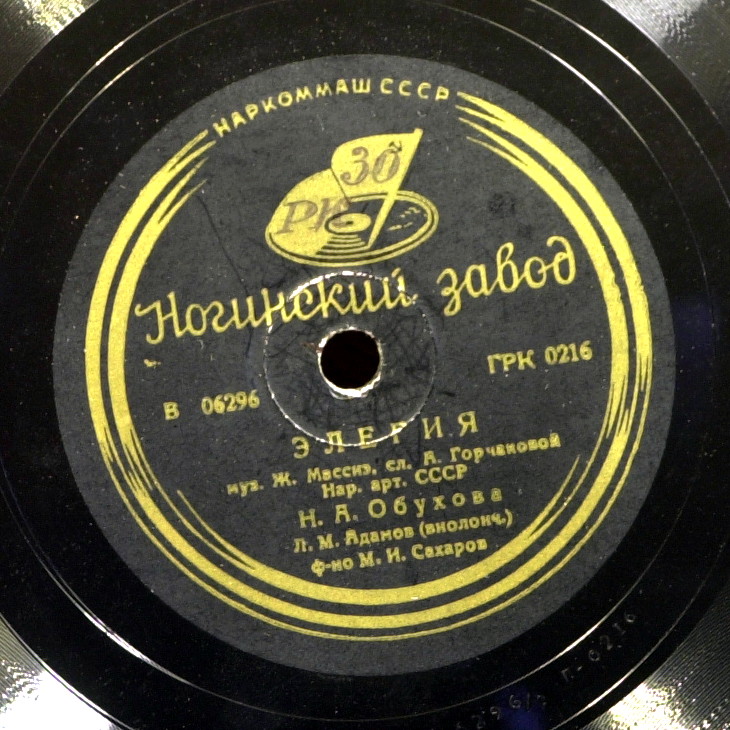 НАРКОММАШ СССР
30
РК
Ногинский завод
В 06296
ГРК 0216
ЭЛЕГИЯ
муз. Ж. Масснэ, сл. А. Горчаковой
Нар. арт. СССР
Н. А. Обухова
Л. М. Адамов (виолонч.)
ф-но М. И. Сахаров
Г-0216